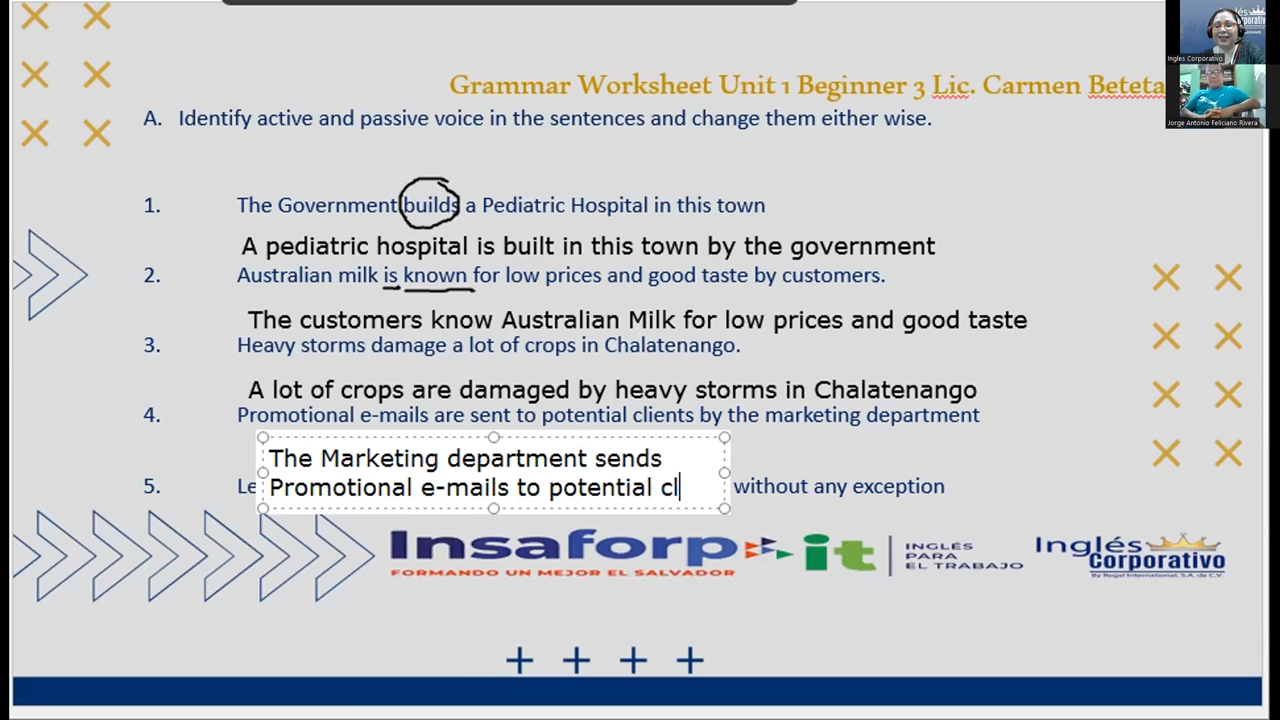 Grammar Worksheet Unit 1 Beginner 3 Lic. Carmen Beteta
A. Identify active and passive voice in the sentences and change them either wise.
1. The Government builds a Pediatric Hospital in this town
A pediatric hospital is built in this town by the government
2. Australian milk is known for low prices and good taste by customers.
The customers know Australian Milk for low prices and good taste
3. Heavy storms damage a lot of crops in Chalatenango.
A lot of crops are damaged by heavy storms in Chalatenango
4. Promotional e-mails are sent to potential clients by the marketing department
The Marketing department sends
Promotional e-mails to potential cl
5. Le without any exception
Insaforp
FORMANDO UN MEJOR EL SALVADOR
it
INGLÉS
PARA
EL TRABAJO
Inglés
Corporativo
By Regal International, S.A. de C.V.
Ingles Corporativo
Jorge Antonio Feliciano Rivera